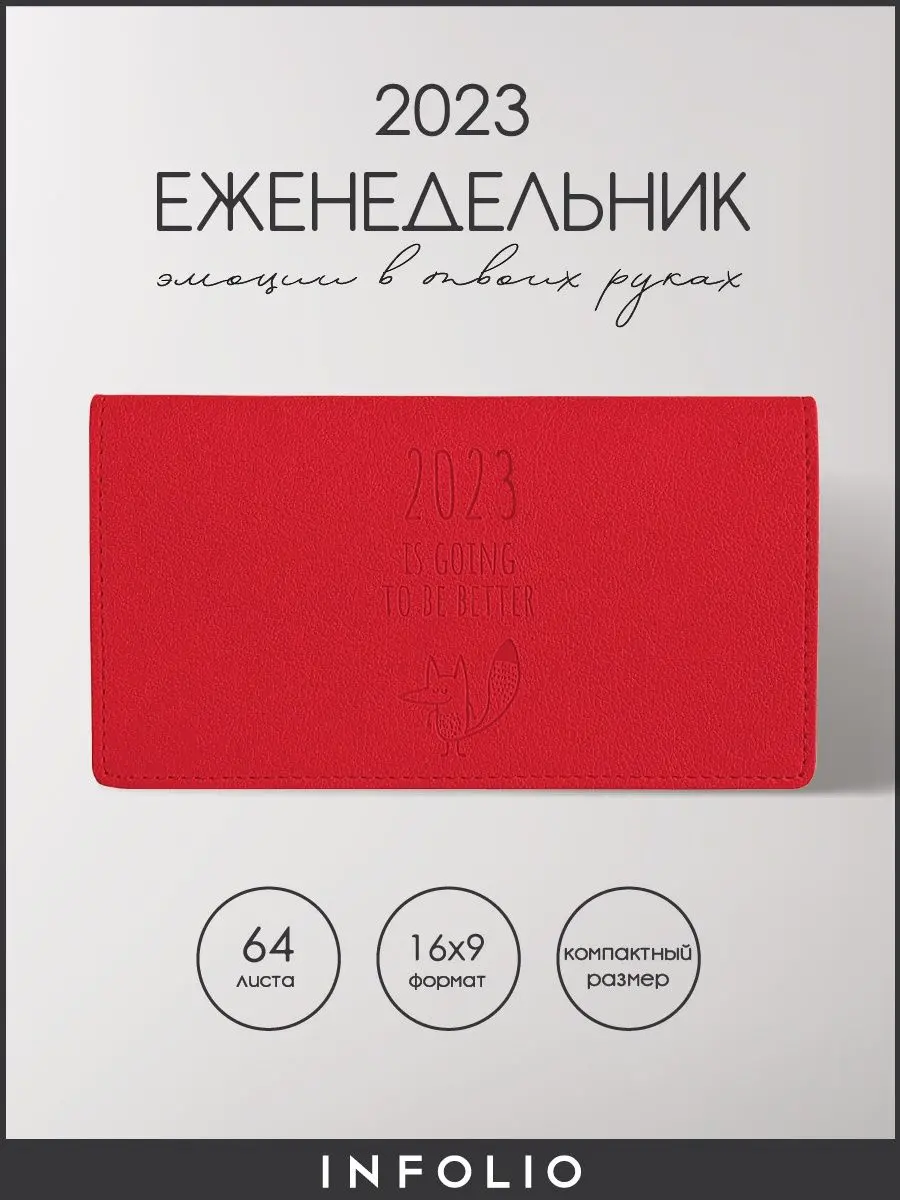 2023
ЕЖЕНЕДЕЛЬНИК
эмоции в твоих руках
2023
IS GOING
TO BE BETTER
64
листа
16x9
формат
компактный
размер
INFOLIO